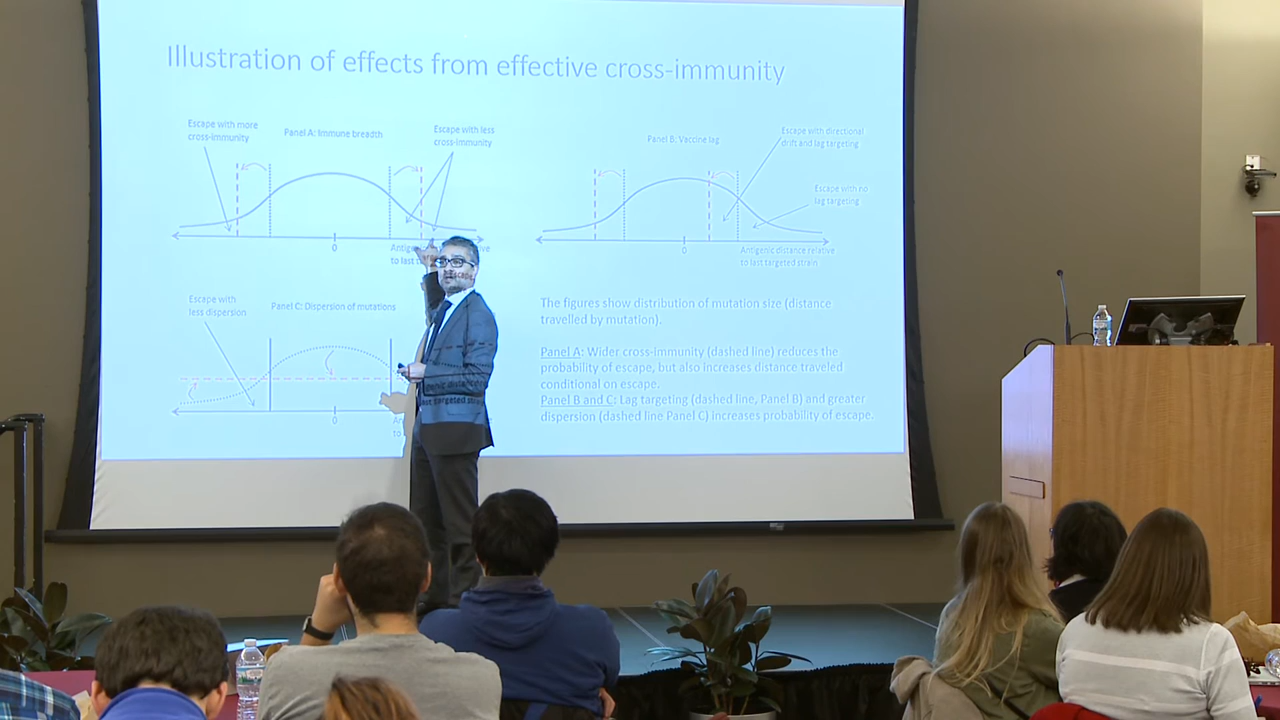 Illustration of effects from effective cross-immunity
Escape with more
cross-immunity
Panel A: Immune breadth
Escape with less
cross-immunity
0
to last
Panel B: Vaccine lag
Escape with directional
drift and lag targeting
Escape with no
lag targeting
0
Antigenic distance relative
to last targeted strain
Escape with
less dispersion
Panel C: Dispersion of mutations
0
The figures show distribution of mutation size (distance
travelled by mutation).
Panel A: Wider cross-immunity (dashed line) reduces the
probability of escape, but also increases distance traveled
conditional on escape.
Panel B and C: Lag targeting (dashed line, Panel B) and greater
dispersion (dashed line Panel C) increases probability of escape.